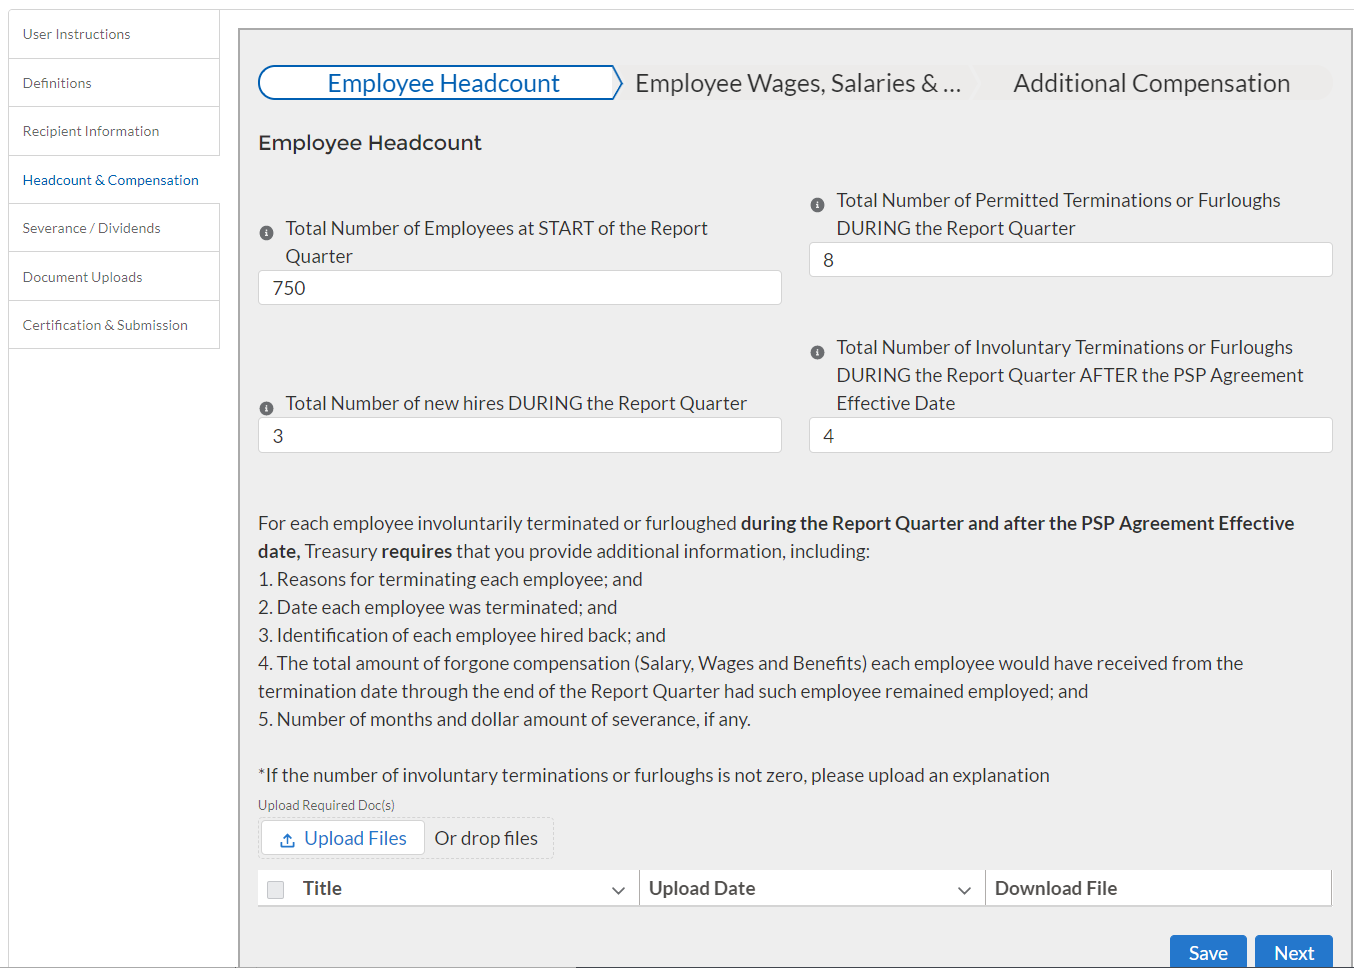 User Instructions
Definitions
Recipient Information
Headcount & Compensation
Severance / Dividends
Document Uploads
Certification & Submission
Employee Headcount
Employee Wages, Salaries & ...
Additional Compensation
Employee Headcount
Total Number of Employees at START of the Report
Quarter
750
Total Number of Permitted Terminations or Furloughs
DURING the Report Quarter
8
Total Number of new hires DURING the Report Quarter
3
Total Number of Involuntary Terminations or Furloughs
DURING the Report Quarter AFTER the PSP Agreement
Effective Date
4
For each employee involuntarily terminated or furloughed during the Report Quarter and after the PSP Agreement Effective
date, Treasury requires that you provide additional information, including:
1. Reasons for terminating each employee; and
2. Date each employee was terminated; and
3. Identification of each employee hired back; and
4. The total amount of forgone compensation (Salary, Wages and Benefits) each employee would have received from the
termination date through the end of the Report Quarter had such employee remained employed; and
5. Number of months and dollar amount of severance, if any.
*If the number of involuntary terminations or furloughs is not zero, please upload an explanation
Upload Required Doc(s)
Upload Files Or drop files
Title Upload Date Download File
Save Next